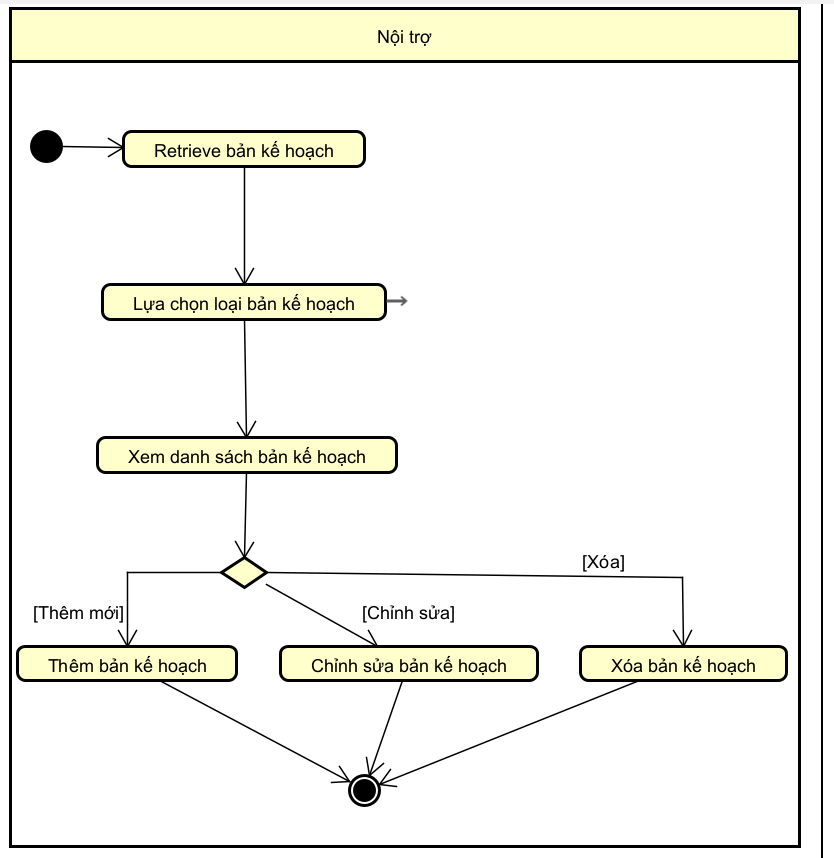 Nội trợ
Retrieve bản kế hoạch
Lựa chọn loại bản kế hoạch
Xem danh sách bản kế hoạch
[Xóa]
[Thêm mới]
[Chỉnh sửa]
Thêm bản kế hoạch
Chỉnh sửa bản kế hoạch
Xóa bản kế hoạch